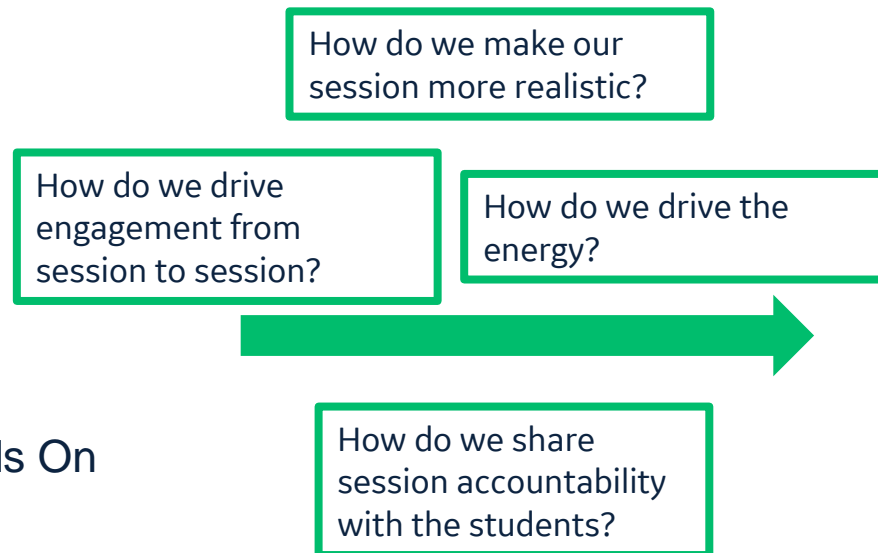 How do we make our
session more realistic?
How do we drive
engagement from
session to session?
How do we drive the
energy?
How do we share
session accountability
with the students?
On